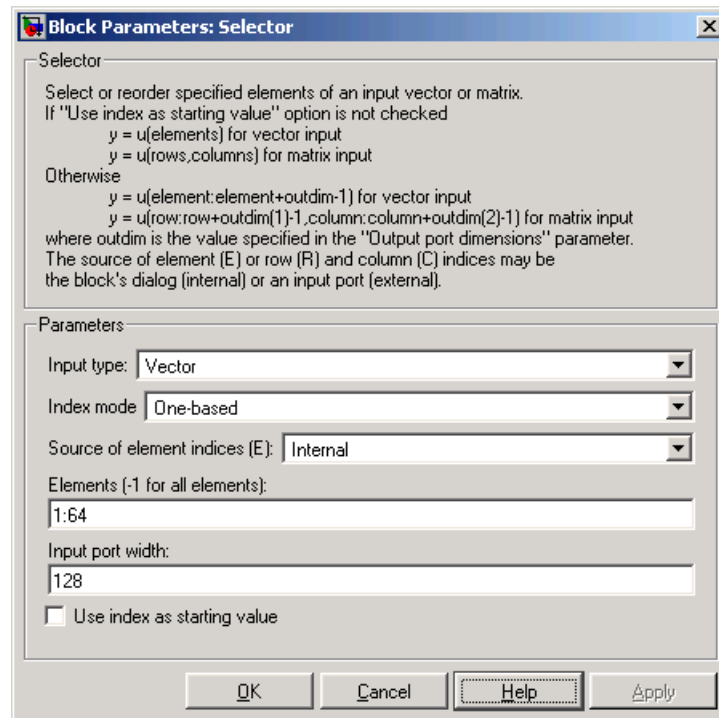 Block Parameters: Selector
Selector
Select or reorder specified elements of an input vector or matrix.
If "Use index as starting value" option is not checked
y = u(elements) for vector input
y = u(rows,columns) for matrix input
Otherwise
y = u(element:element+outdim-1) for vector input
y = u(row:row+outdim(1)-1,column:column+outdim(2)-1) for matrix input
where outdim is the value specified in the "Output port dimensions" parameter.
The source of element (E) or row (R) and column (C) indices may be
the block's dialog (internal) or an input port (external).
Parameters
Input type: Vector
Index mode One-based
Source of element indices (E): Internal
Elements (-1 for all elements):
1:64
Input port width:
128
Use index as starting value
OK Cancel Help Apply